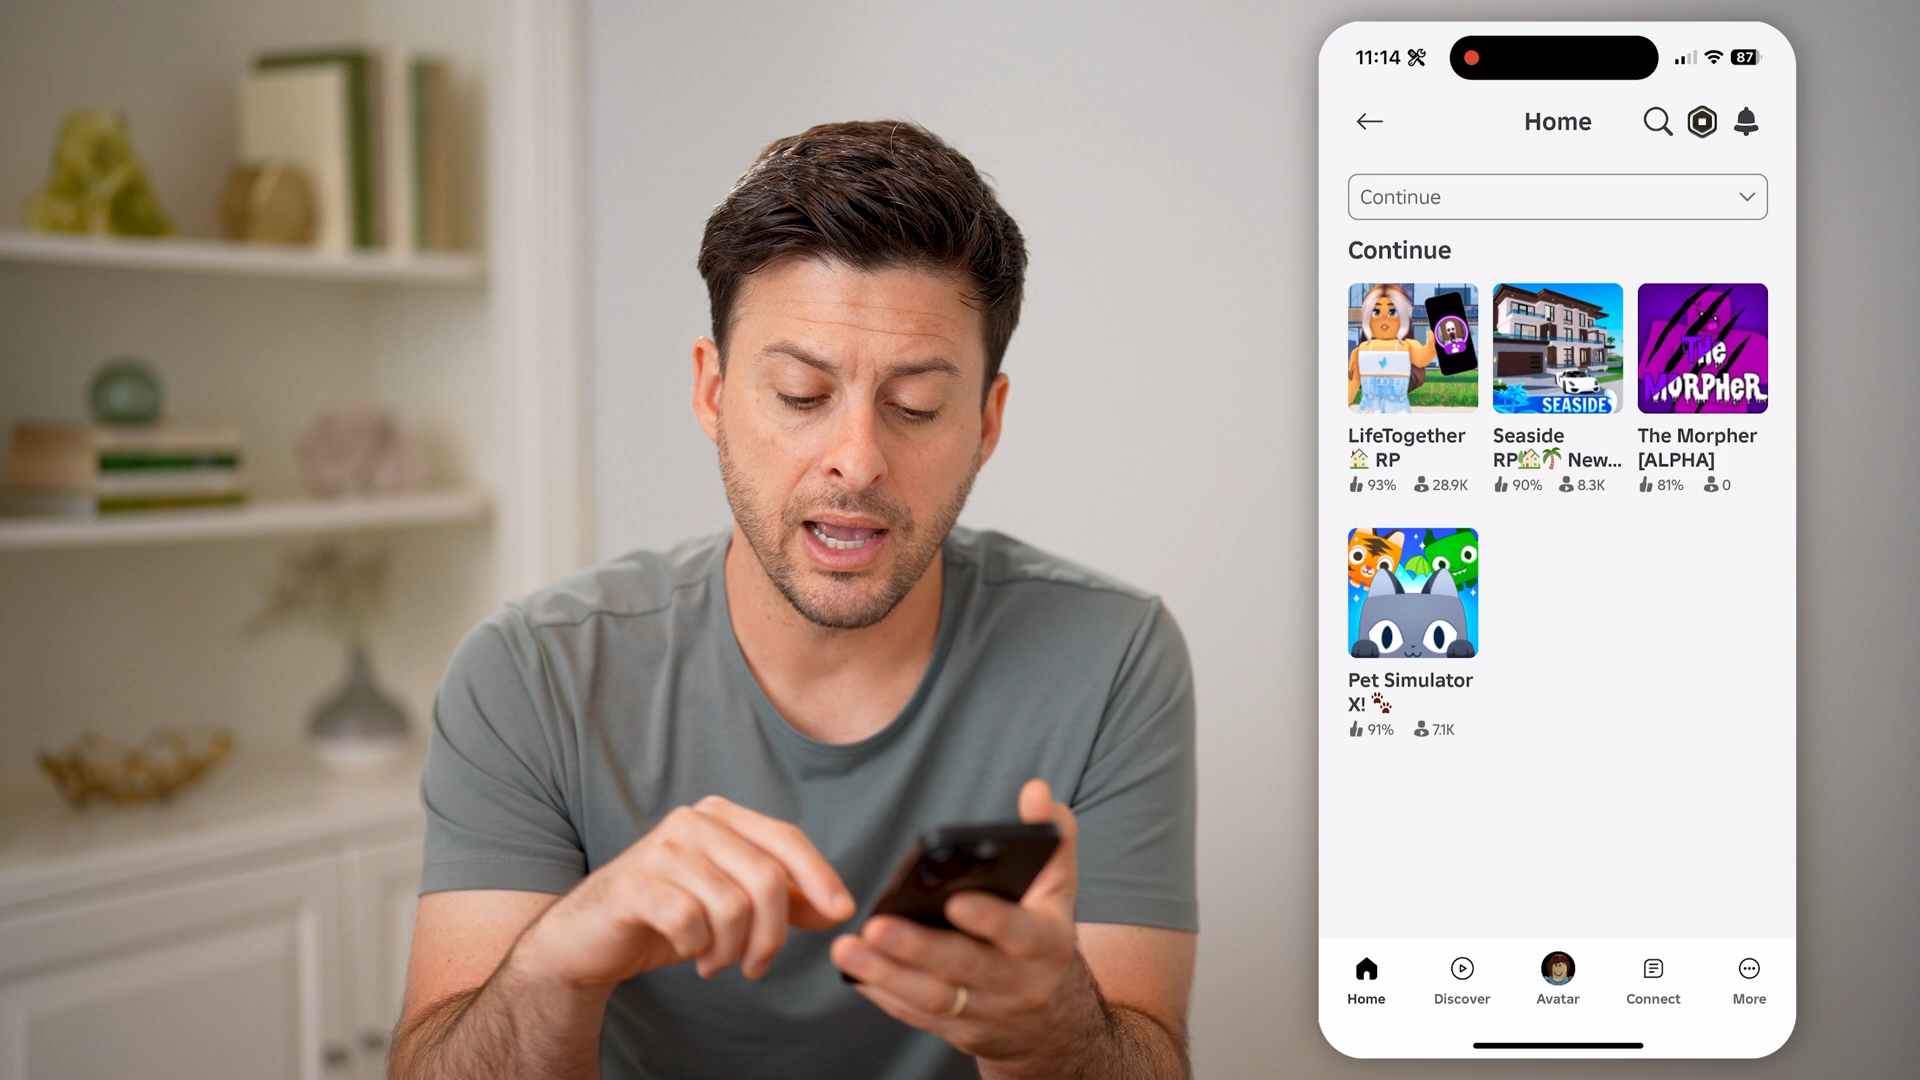 11:14
87
Home
Continue
Continue
SEASIDE
The
MORPHER
LifeTogether
🏠 RP
93% 28.9K
Seaside
RP🏡🌴 New...
90% 8.3K
The Morpher
[ALPHA]
81% 0
Pet Simulator
X! 🐾
91% 7.1K
Home
Discover
Avatar
Connect
More